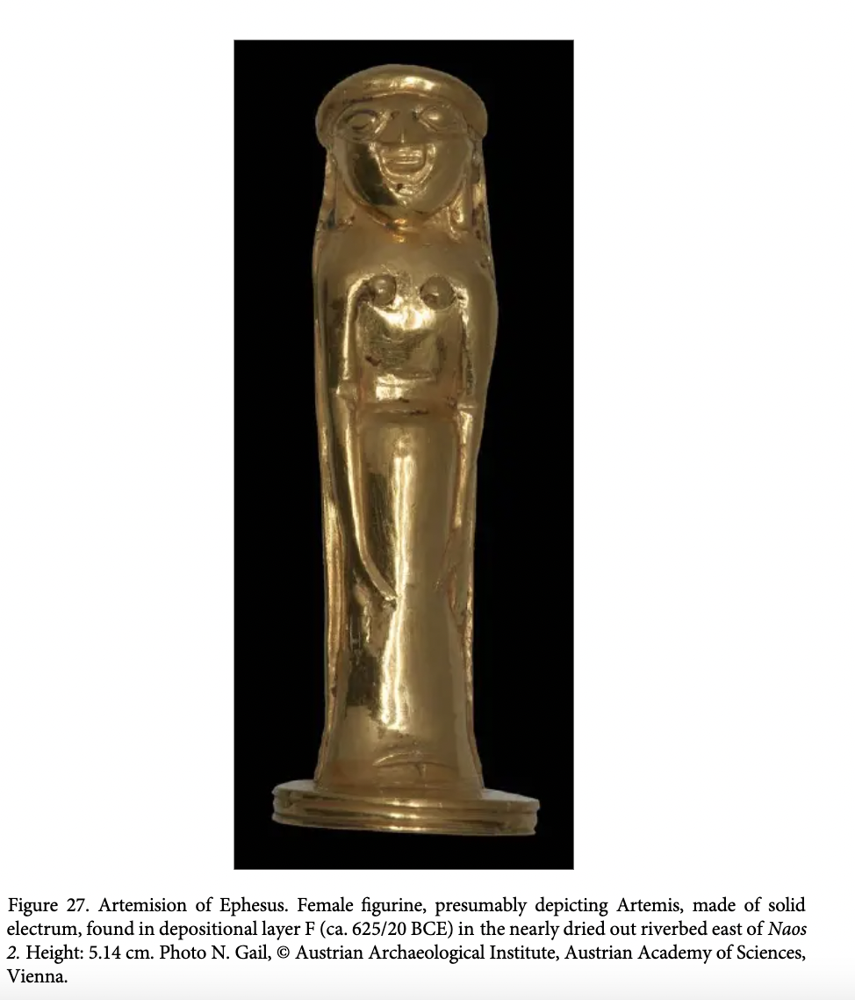 Figure 27. Artemision of Ephesus. Female figurine, presumably depicting Artemis, made of solid
electrum, found in depositional layer F (ca. 625/20 BCE) in the nearly dried out riverbed east of Naos
2. Height: 5.14 cm. Photo N. Gail, © Austrian Archaeological Institute, Austrian Academy of Sciences,
Vienna.